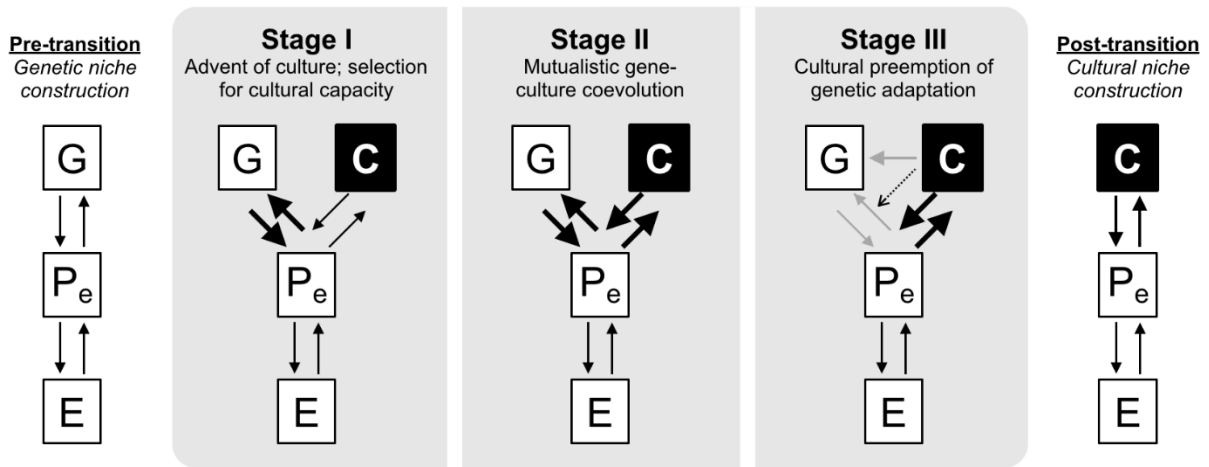 Pre-transition
Genetic niche
construction
G
Pe
E
Stage I
Advent of culture; selection
for cultural capacity
G
C
Pe
E
Stage II
Mutualistic gene-
culture coevolution
G
C
Pe
E
Stage III
Cultural preemption of
genetic adaptation
G
C
Pe
E
Post-transition
Cultural niche
construction
C
Pe
E